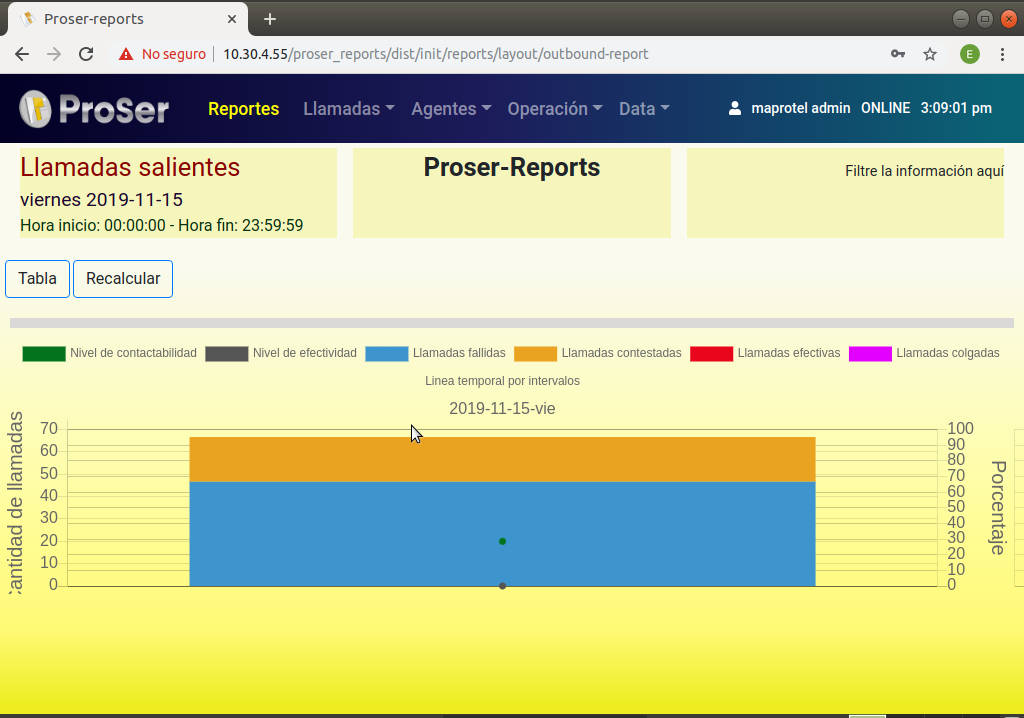 Proser-reports
No seguro
10.30.4.55/proser_reports/dist/init/reports/layout/outbound-report
E
ProSer
Reportes Llamadas Agentes Operación Data maprotel admin ONLINE 3:09:01 pm
Llamadas salientes
viernes 2019-11-15
Hora inicio: 00:00:00 - Hora fin: 23:59:59
Proser-Reports
Filtre la información aquí
Tabla Recalcular
Nivel de contactabilidad Nivel de efectividad Llamadas fallidas Llamadas contestadas Llamadas efectivas Llamadas colgadas
Linea temporal por intervalos
2019-11-15-vie
Cantidad de llamadas
70
60
50
40
30
20
10
0
100
90
80
70
60
50
40
30
20
10
0
Porcentaje